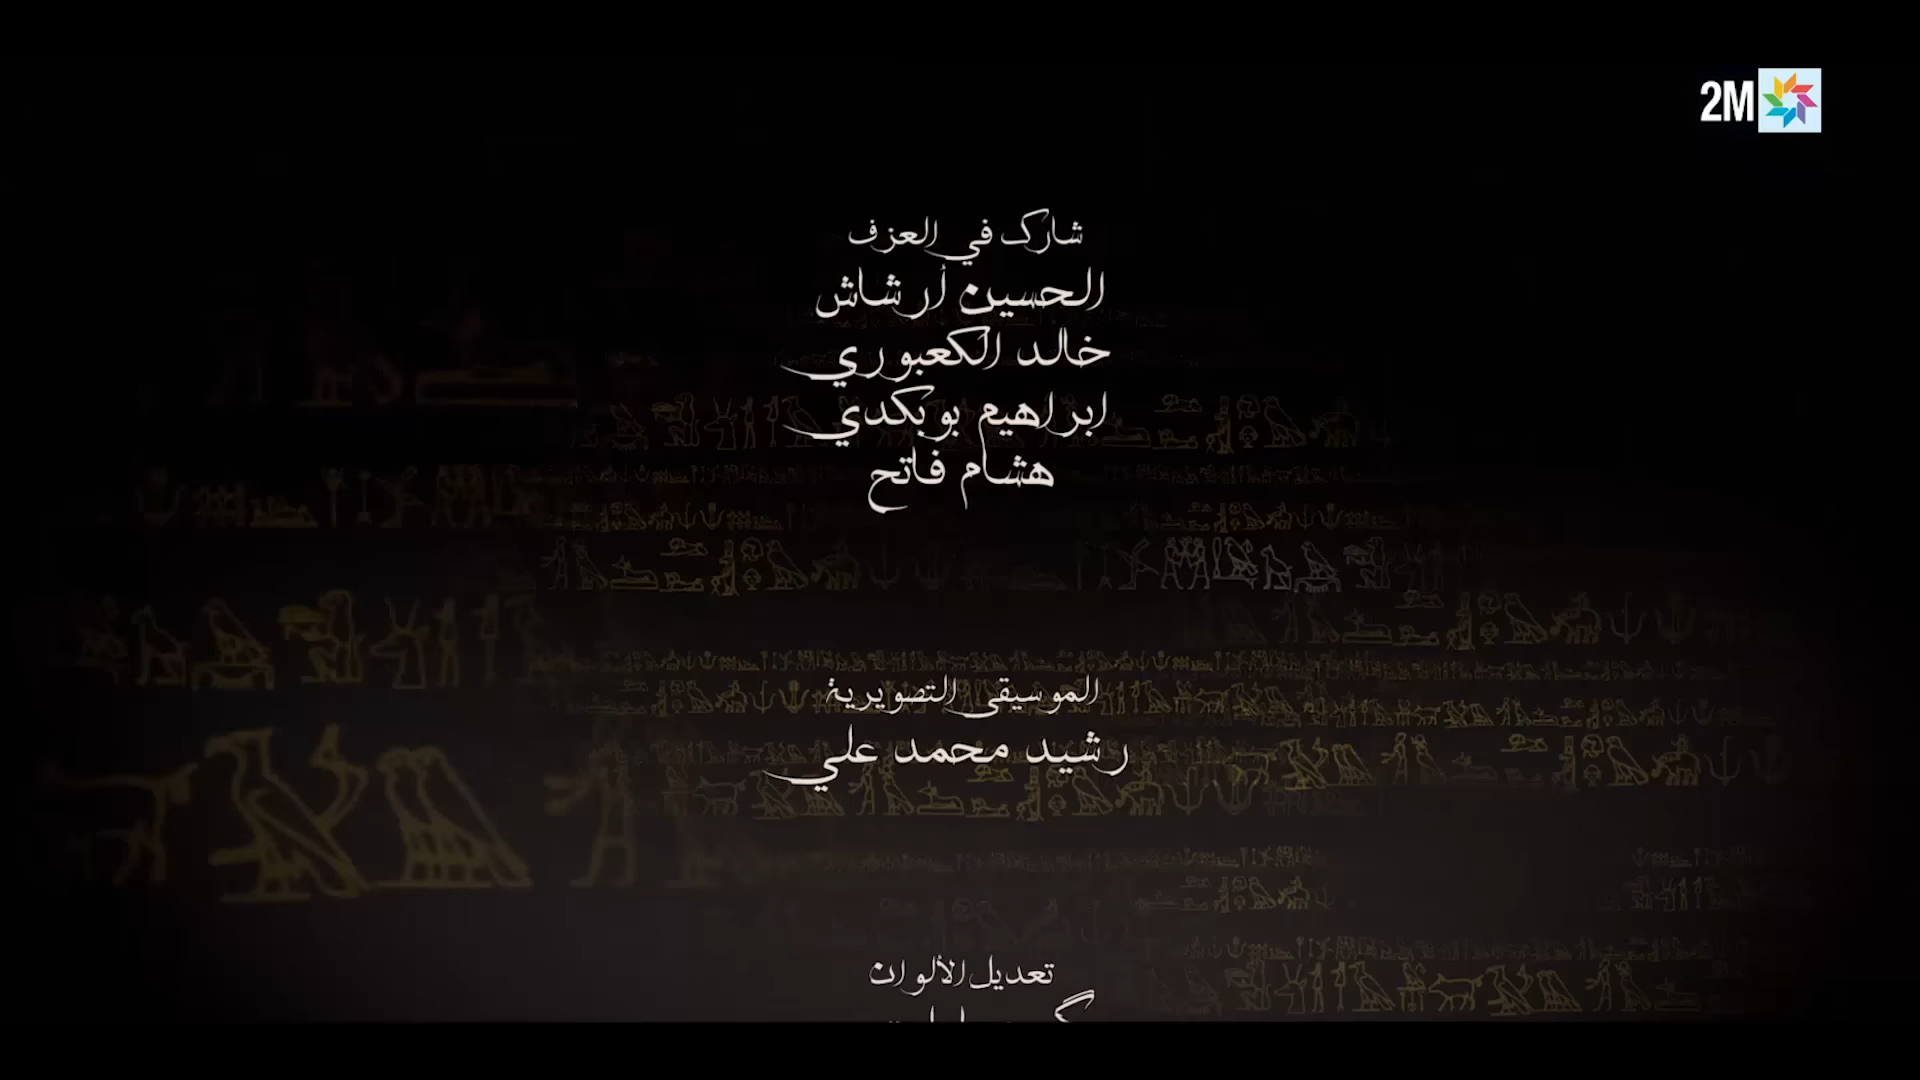 2M
شارك في العزف
الحسين أرشاش
خالد الكعبوري
ابراهيم بوبكدي
هشام فاتح
الموسيقى التصويرية
رشيد محمد علي
تعديل الألوان